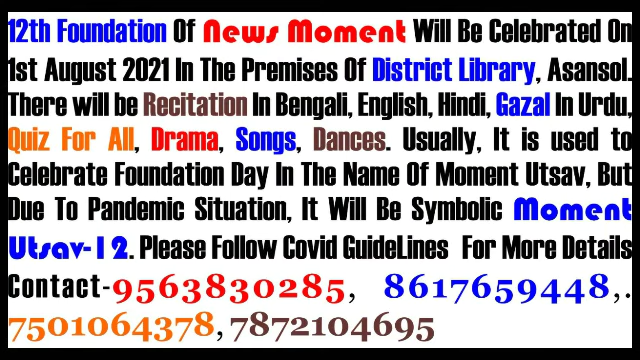 12th Foundation Of News Moment Will Be Celebrated On
1st August 2021 In The Premises Of District Library, Asansol.
There will be Recitation In Bengali, English, Hindi, Gazal In Urdu,
Quiz For All, Drama, Songs, Dances. Usually, It is used to
Celebrate Foundation Day In The Name Of Moment Utsav, But
Due To Pandemic Situation, It Will Be Symbolic Moment
Utsav-12. Please Follow Covid GuideLines For More Details
Contact-9563830285, 8617659448,.
7501064378, 7872104695